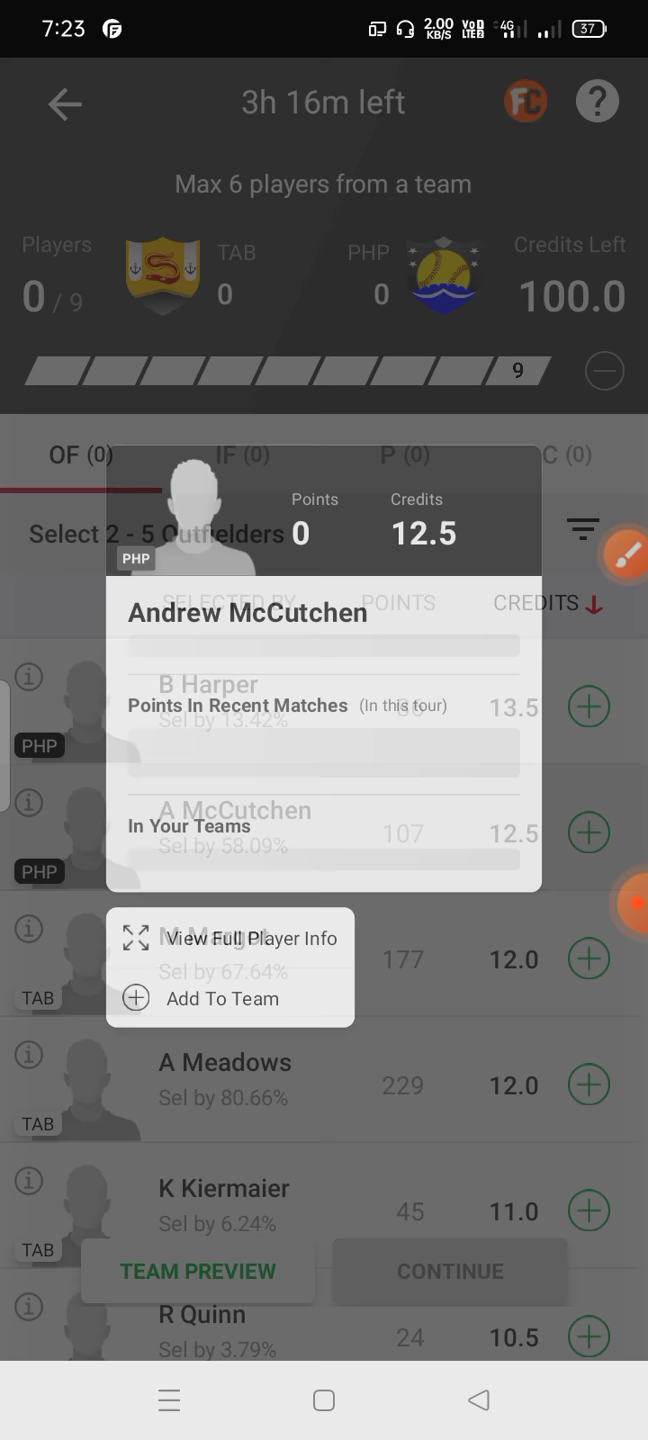 7:23
2.00
KB/S
VoD
LTE2
4G
37
3h 16m left
FC
?
Max 6 players from a team
Players
TAB
PHP
Credits Left
0 / 9
0
0
100.0
9
OF (0)
IF (0)
P (0)
C (0)
Points
Credits
0
12.5
PHP
Select 2 - 5 Outfielders
SELECTED BY
POINTS
CREDITS
Andrew McCutchen
B Harper
Sel by 13.42%
86
13.5
PHP
Points In Recent Matches (In this tour)
A McCutchen
Sel by 58.09%
107
12.5
PHP
In Your Teams
M Margot
Sel by 67.64%
177
12.0
TAB
View Full Player Info
Add To Team
A Meadows
Sel by 80.66%
229
12.0
TAB
K Kiermaier
Sel by 6.24%
45
11.0
TAB
TEAM PREVIEW
CONTINUE
R Quinn
Sel by 3.79%
24
10.5